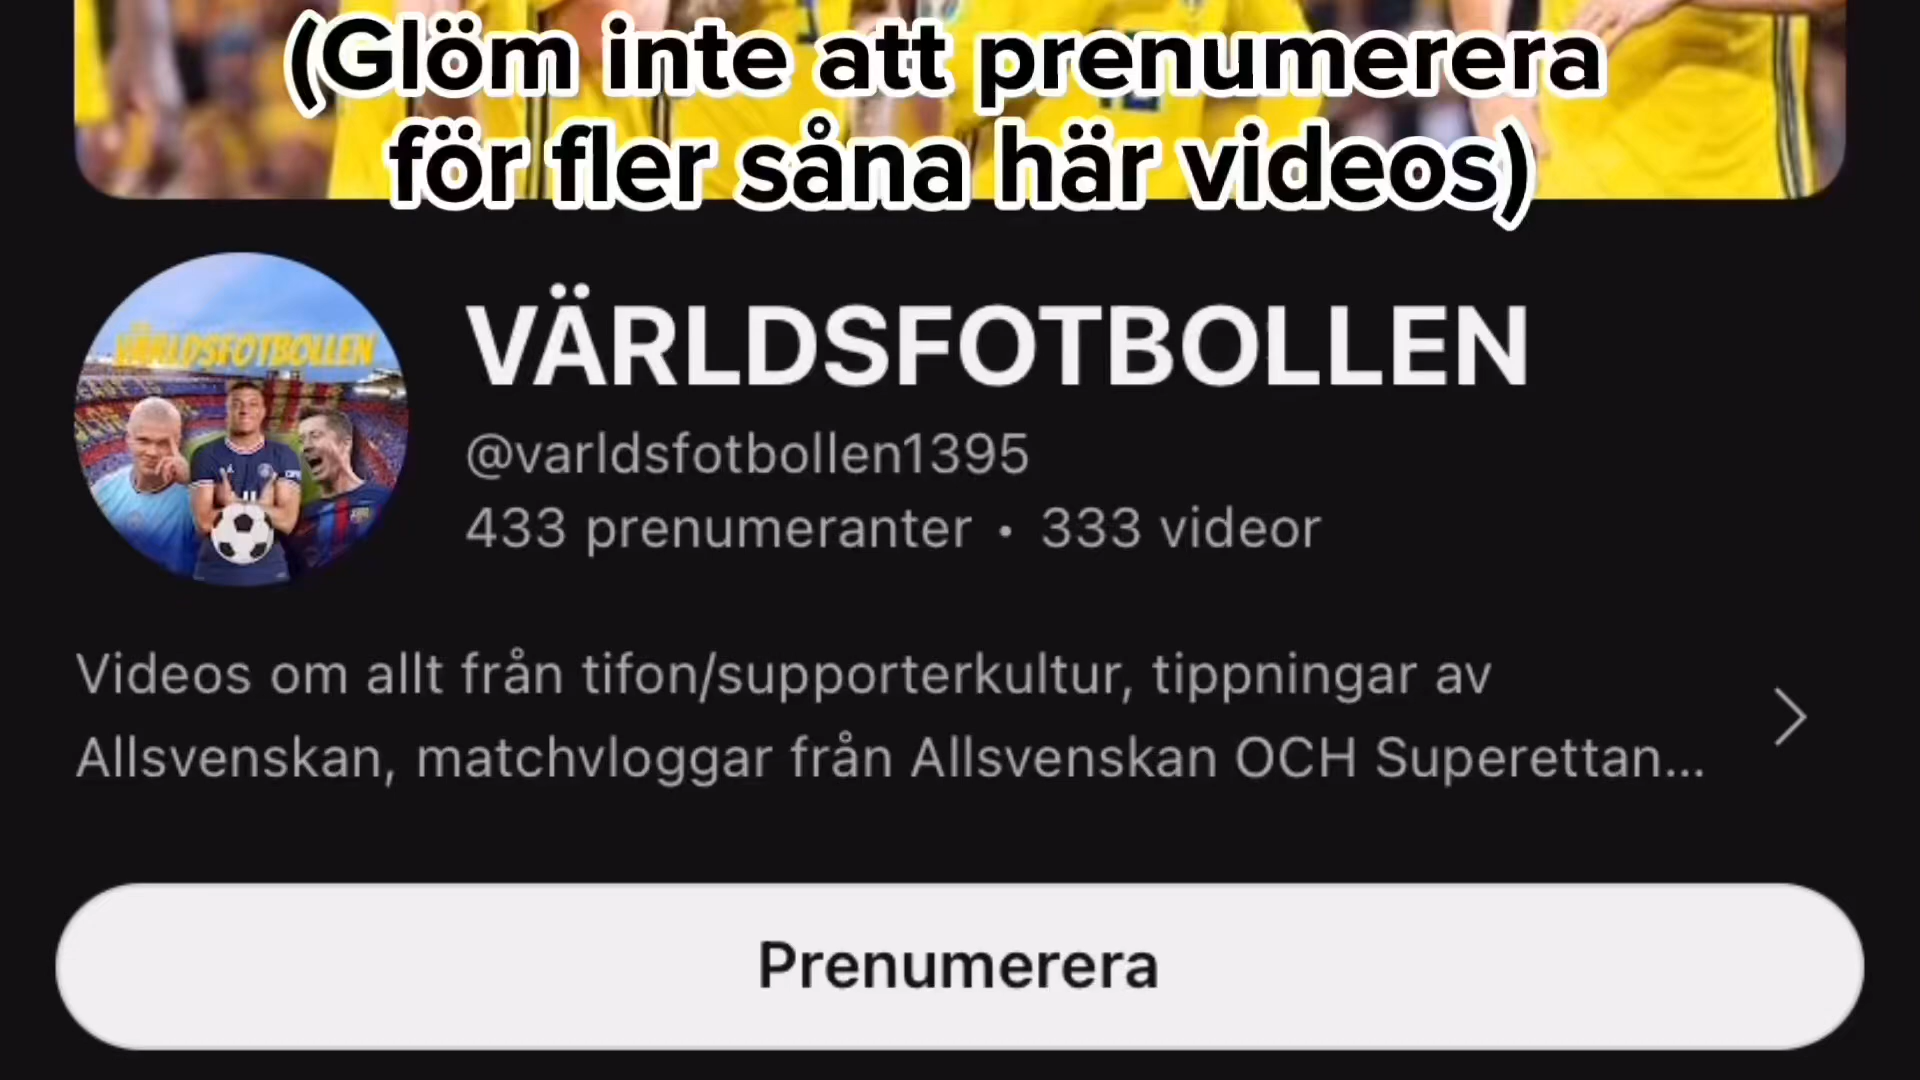 (Glöm inte att prenumerera
för fler såna här videos)
VÄRLDSFOTBOLLEN
VÄRLDSFOTBOLLEN
@varldsfotbollen1395
433 prenumeranter • 333 videor
Videos om allt från tifon/supporterkultur, tippningar av
Allsvenskan, matchvloggar från Allsvenskan OCH Superettan...
Prenumerera